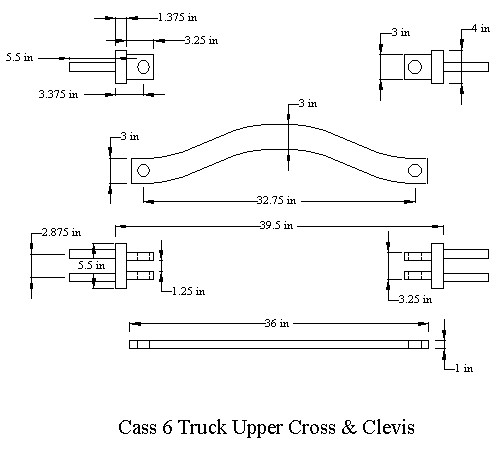 1.375 in
3.25 in
5.5 in
3.375 in
3 in
4 in
3 in
3 in
32.75 in
39.5 in
2.875 in
5.5 in
1.25 in
3.25 in
36 in
1 in
Cass 6 Truck Upper Cross & Clevis